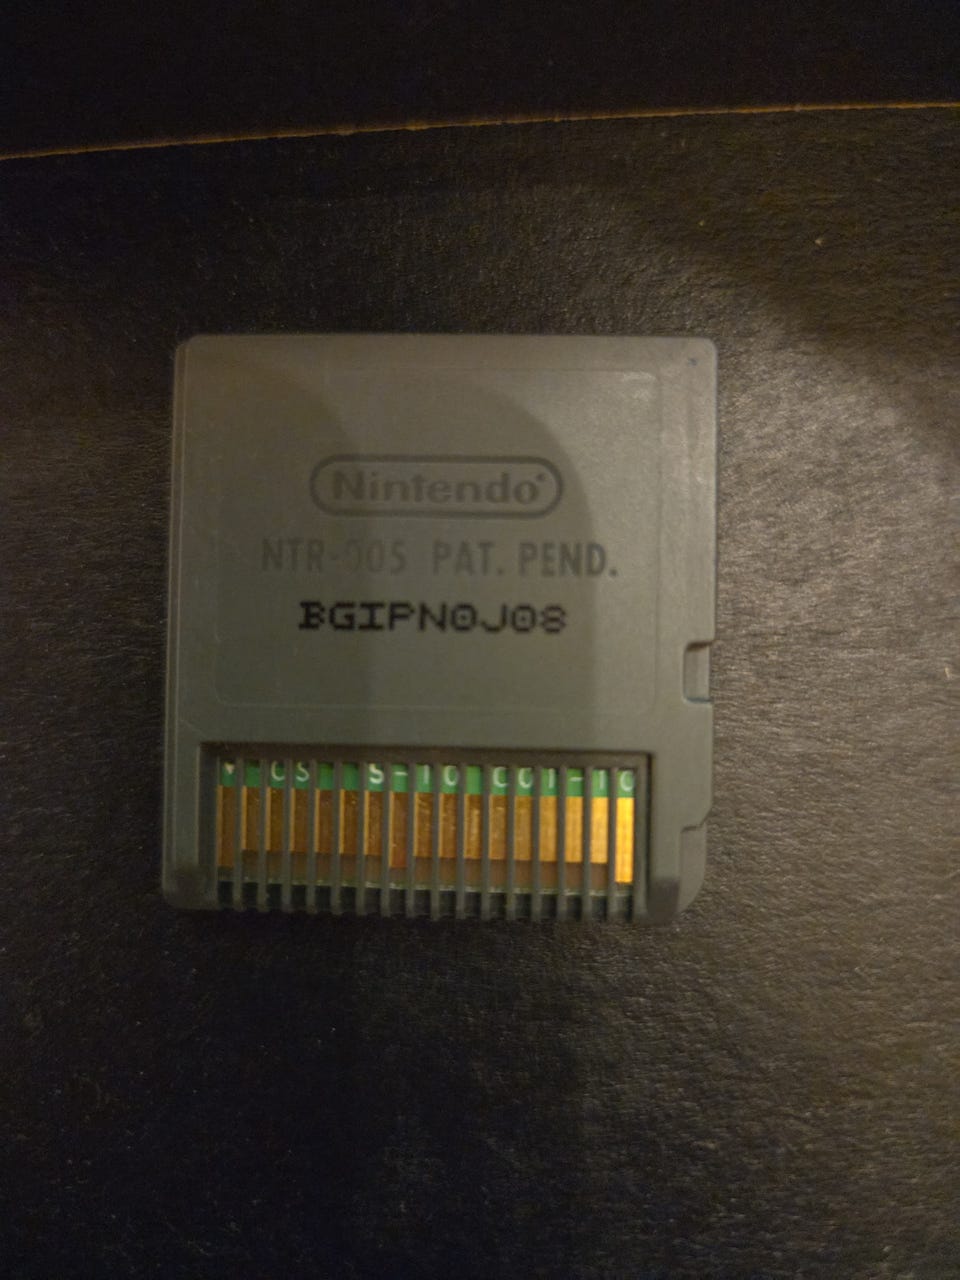 Nintendo®
NTR-005 PAT. PEND.
BGIPN0J08